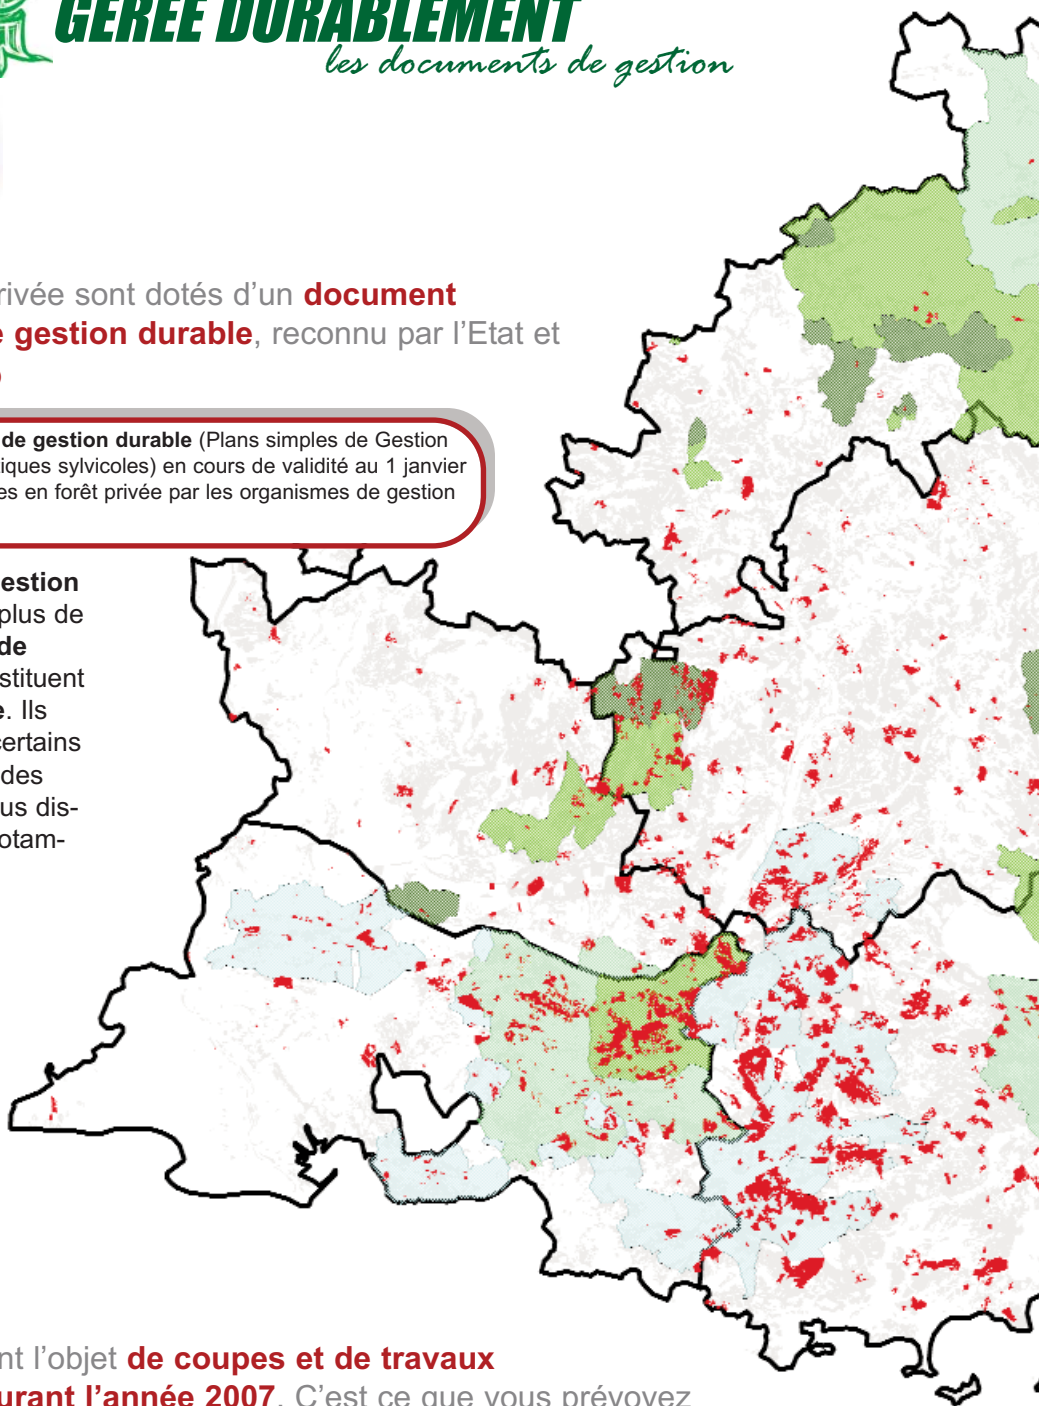 GÉRÉE DURABLEMENT
les documents de gestion
rivée sont dotés d’un document
e gestion durable, reconnu par l’Etat et
de gestion durable (Plans simples de Gestion
tiques sylvicoles) en cours de validité au 1 janvier
es en forêt privée par les organismes de gestion
estion
plus de
de
stituent
e. Ils
certains
des
us dis-
otam-
nt l’objet de coupes et de travaux
urant l’année 2007. C’est ce que vous prévoyez